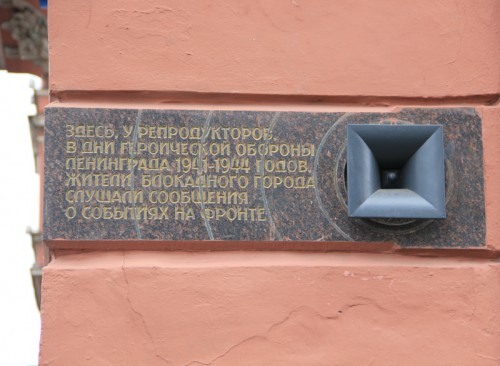 ЗДЕСЬ, У РЕПРОДУКТОРОВ,
В ДНИ ГЕРОИЧЕСКОЙ ОБОРОНЫ
ЛЕНИНГРАДА 1941-1944 ГОДОВ,
ЖИТЕЛИ БЛОКАДНОГО ГОРОДА
СЛУШАЛИ СООБЩЕНИЯ
О СОБЫТИЯХ НА ФРОНТЕ